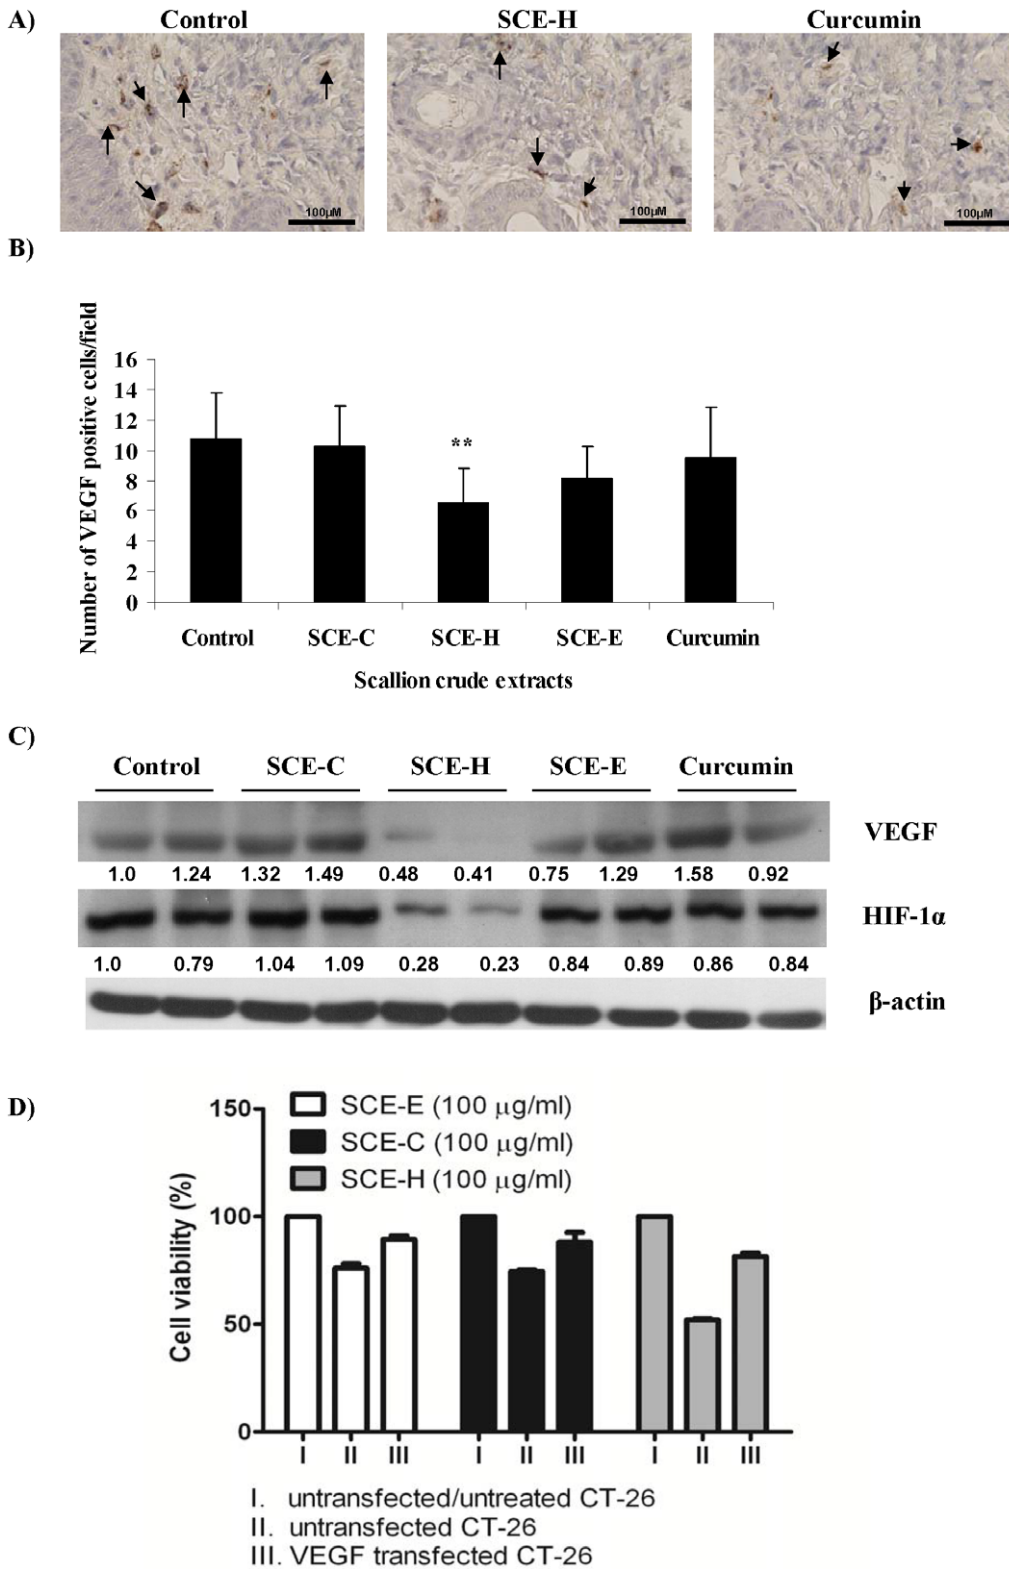 A) Control SCE-H Curcumin
100μM 100μM 100μM
B)
Number of VEGF positive cells/field
16
14
12
10
8
6
4
2
0
**
Control SCE-C SCE-H SCE-E Curcumin
Scallion crude extracts
C)
Control SCE-C SCE-H SCE-E Curcumin
VEGF
1.0 1.24 1.32 1.49 0.48 0.41 0.75 1.29 1.58 0.92
HIF-1α
1.0 0.79 1.04 1.09 0.28 0.23 0.84 0.89 0.86 0.84
β-actin
D)
Cell viability (%)
150
100
50
0
SCE-E (100 μg/ml)
SCE-C (100 μg/ml)
SCE-H (100 μg/ml)
I II III I II III I II III
I. untransfected/untreated CT-26
II. untransfected CT-26
III. VEGF transfected CT-26